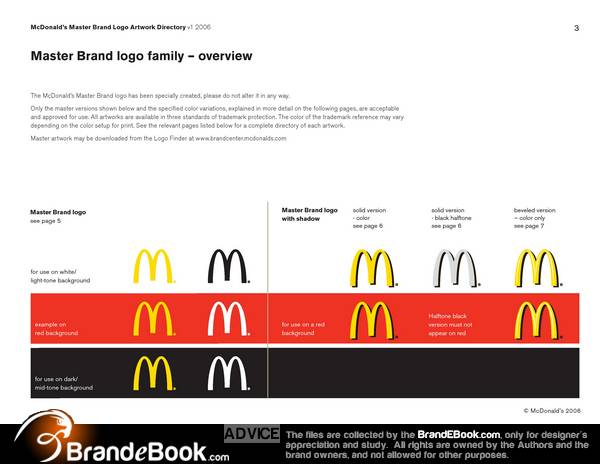 McDonald's Master Brand Logo Artwork Directory v1 2006
3
Master Brand logo family – overview
The McDonald's Master Brand logo has been specially created, please do not alter it in any way.
Only the master versions shown below and the specified color variations, explained in more detail on the following pages, are acceptable
and approved for use. All artworks are available in three standards of trademark protection. The color of the trademark reference may vary
depending on the color setup for print. See the relevant pages listed below for a complete directory of each artwork.
Master artwork may be downloaded from the Logo Finder at www.brandcenter.mcdonalds.com
Master Brand logo
see page 5
Master Brand logo
with shadow
solid version
- color
see page 6
solid version
- black halftone
see page 6
beveled version
– color only
see page 7
for use on white/
light-tone background
example on
red background
for use on a red
background
Halftone black
version must not
appear on red
for use on dark/
mid-tone background
© McDonald's 2006
BrandeBook.com
ADVICE
The files are collected by the BrandEBook.com, only for designer's
appreciation and study. All rights are owned by the Authors and the
brand owners, and not allowed for other purposes.